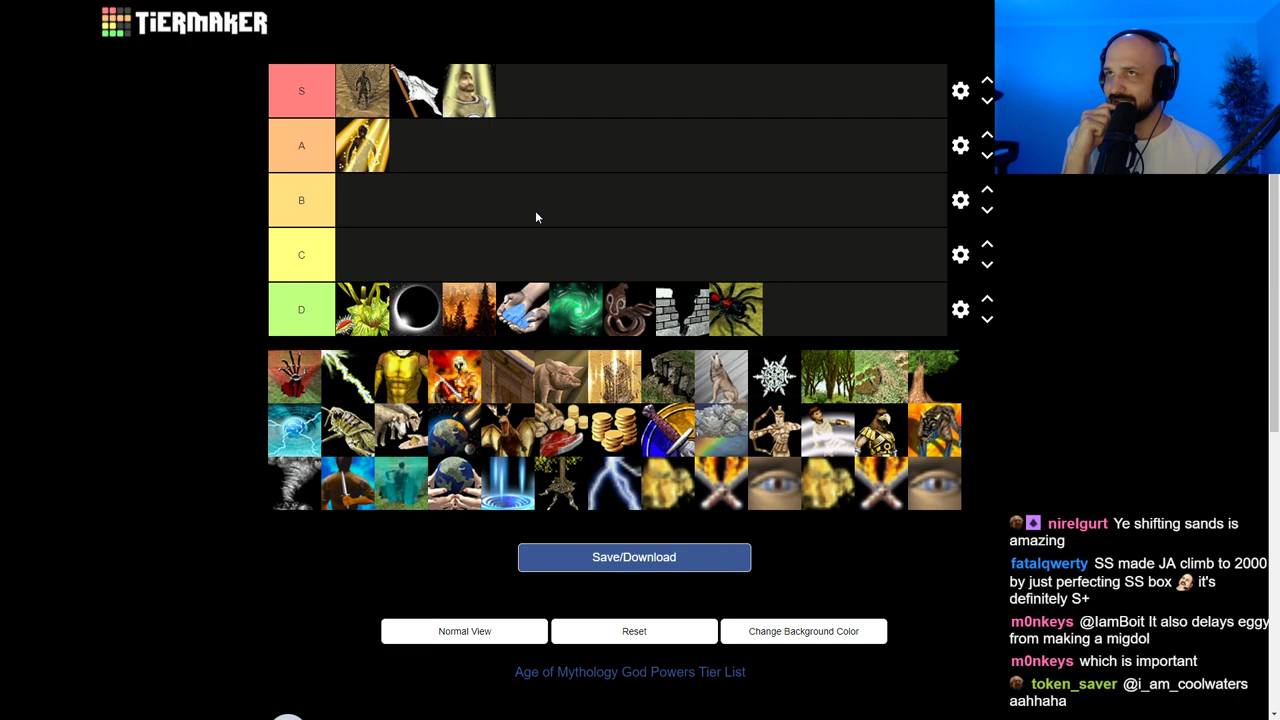 TiERMAKER
S
A
B
C
D
Save/Download
Normal View
Reset
Change Background Color
Age of Mythology God Powers Tier List
nirelgurt Ye shifting sands is
amazing
fatalqwerty SS made JA climb to 2000
by just perfecting SS box it's
definitely S+
m0nkeys @IamBoit It also delays eggy
from making a migdol
m0nkeys which is important
token_saver @i_am_coolwaters
aahhaha